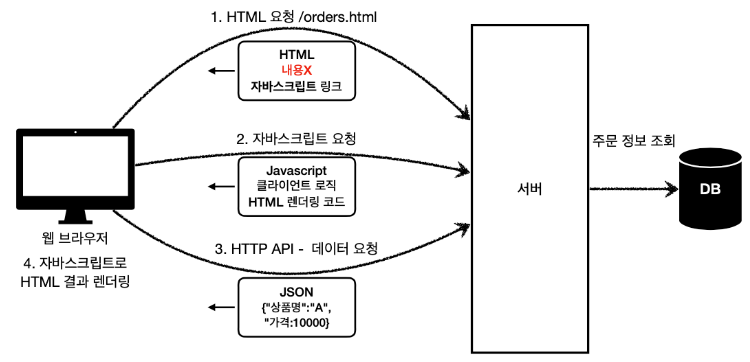 1. HTML 요청 /orders.html
HTML
내용X
자바스크립트 링크
2. 자바스크립트 요청
Javascript
클라이언트 로직
HTML 렌더링 코드
3. HTTP API - 데이터 요청
JSON
{"상품명":"A",
"가격:10000}
웹 브라우저
4. 자바스크립트로
HTML 결과 렌더링
서버
주문 정보 조회
DB